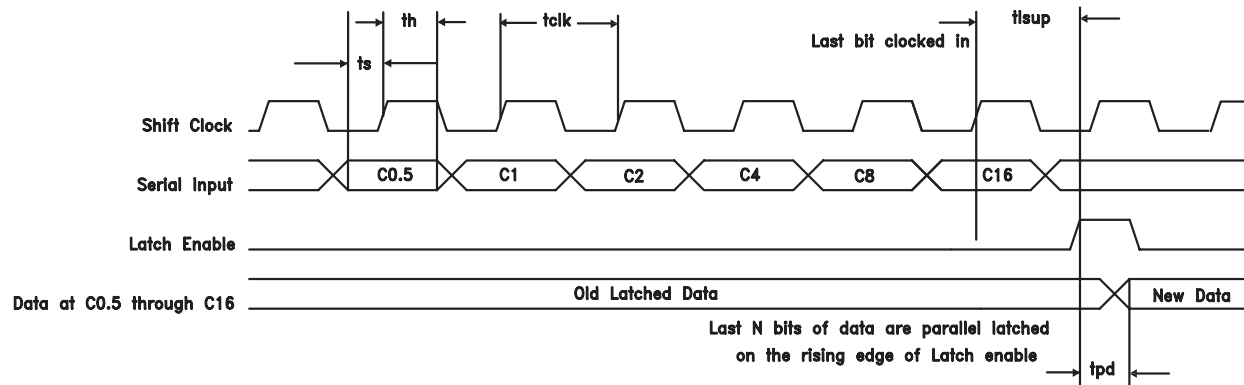 th
tclk
tlsup
Last bit clocked in
ts
Shift Clock
Serial Input
C0.5
C1
C2
C4
C8
C16
Latch Enable
Data at C0.5 through C16
Old Latched Data
New Data
Last N bits of data are parallel latched
on the rising edge of Latch enable
tpd